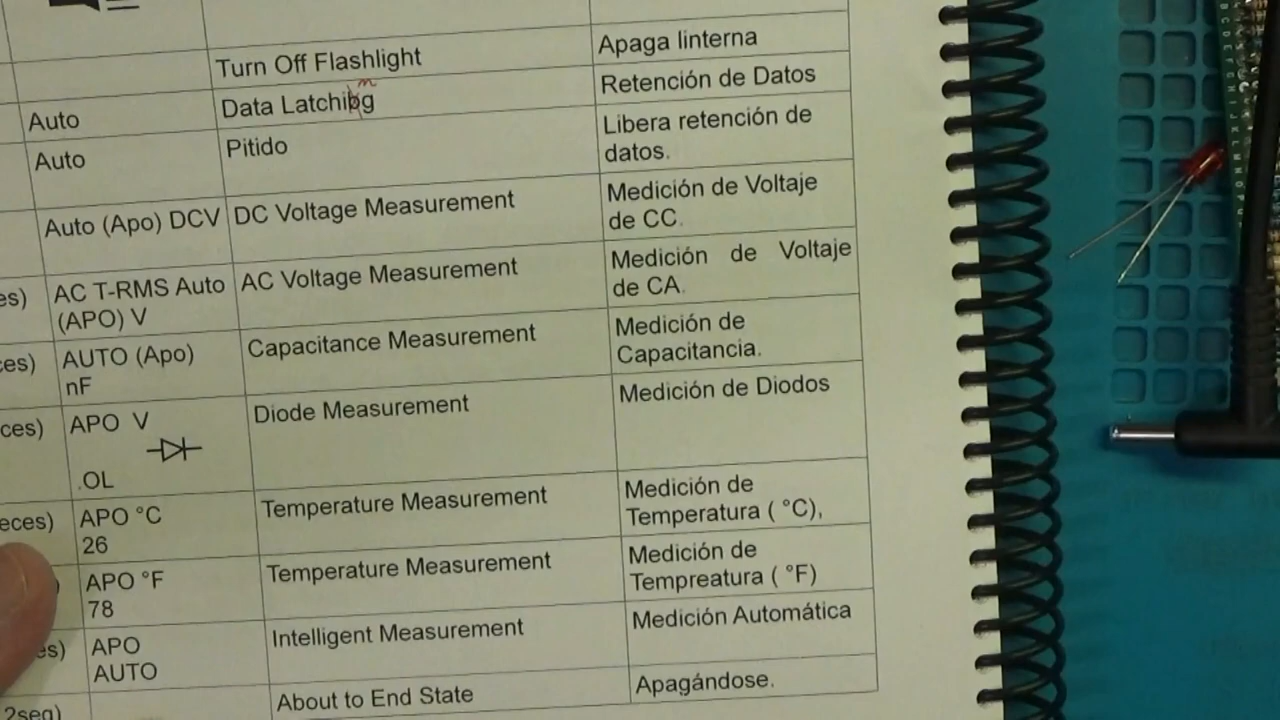 Turn Off Flashlight
Apaga linterna
Auto
Data Latching
Retención de Datos
Auto
Pitido
Libera retención de
datos.
Auto (Apo) DCV
DC Voltage Measurement
Medición de Voltaje
de CC.
es)
AC T-RMS Auto
(APO) V
AC Voltage Measurement
Medición de Voltaje
de CA.
ces)
AUTO (Apo)
nF
Capacitance Measurement
Medición de
Capacitancia.
ces)
APO V
.OL
Diode Measurement
Medición de Diodos
eces)
APO °C
26
Temperature Measurement
Medición de
Temperatura ( °C),
)
APO °F
78
Temperature Measurement
Medición de
Tempreatura ( °F)
es)
APO
AUTO
Intelligent Measurement
Medición Automática
2seg)
About to End State
Apagándose.